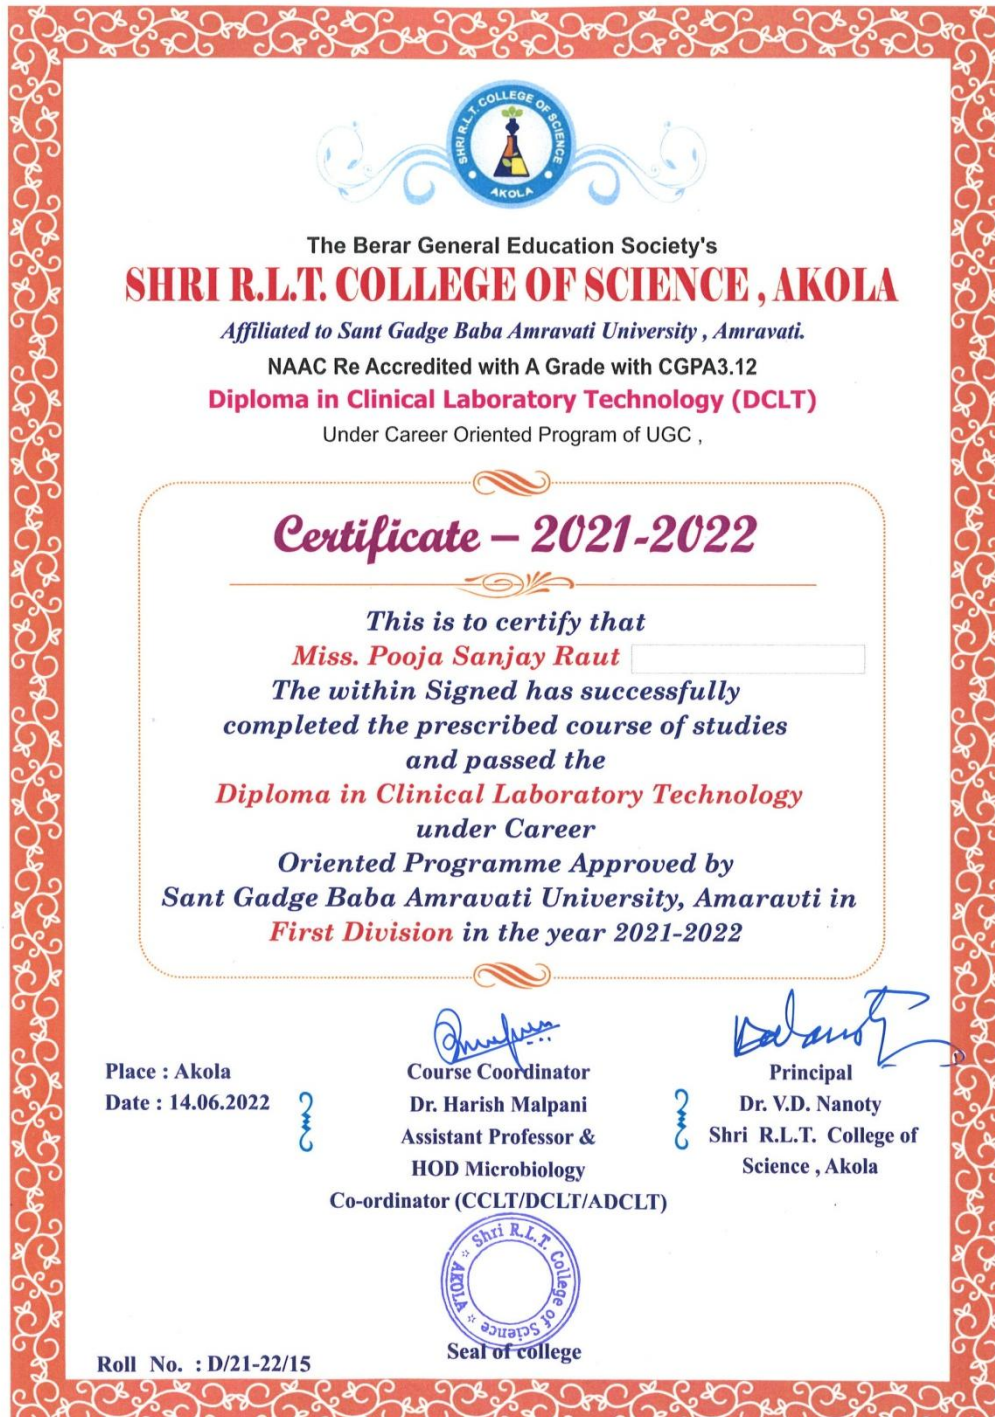 SHRI R.L.T. COLLEGE OF SCIENCE
AKOLA
The Berar General Education Society's
SHRI R.L.T. COLLEGE OF SCIENCE , AKOLA
Affiliated to Sant Gadge Baba Amravati University , Amravati.
NAAC Re Accredited with A Grade with CGPA3.12
Diploma in Clinical Laboratory Technology (DCLT)
Under Career Oriented Program of UGC ,
Certificate – 2021-2022
This is to certify that
Miss. Pooja Sanjay Raut
The within Signed has successfully
completed the prescribed course of studies
and passed the
Diploma in Clinical Laboratory Technology
under Career
Oriented Programme Approved by
Sant Gadge Baba Amravati University, Amaravti in
First Division in the year 2021-2022
Place : Akola
Date : 14.06.2022
Course Coordinator
Dr. Harish Malpani
Assistant Professor &
HOD Microbiology
Co-ordinator (CCLT/DCLT/ADCLT)
Principal
Dr. V.D. Nanoty
Shri R.L.T. College of
Science , Akola
Shri R.L.T. College of Science
AKOLA
Seal of college
Roll No. : D/21-22/15